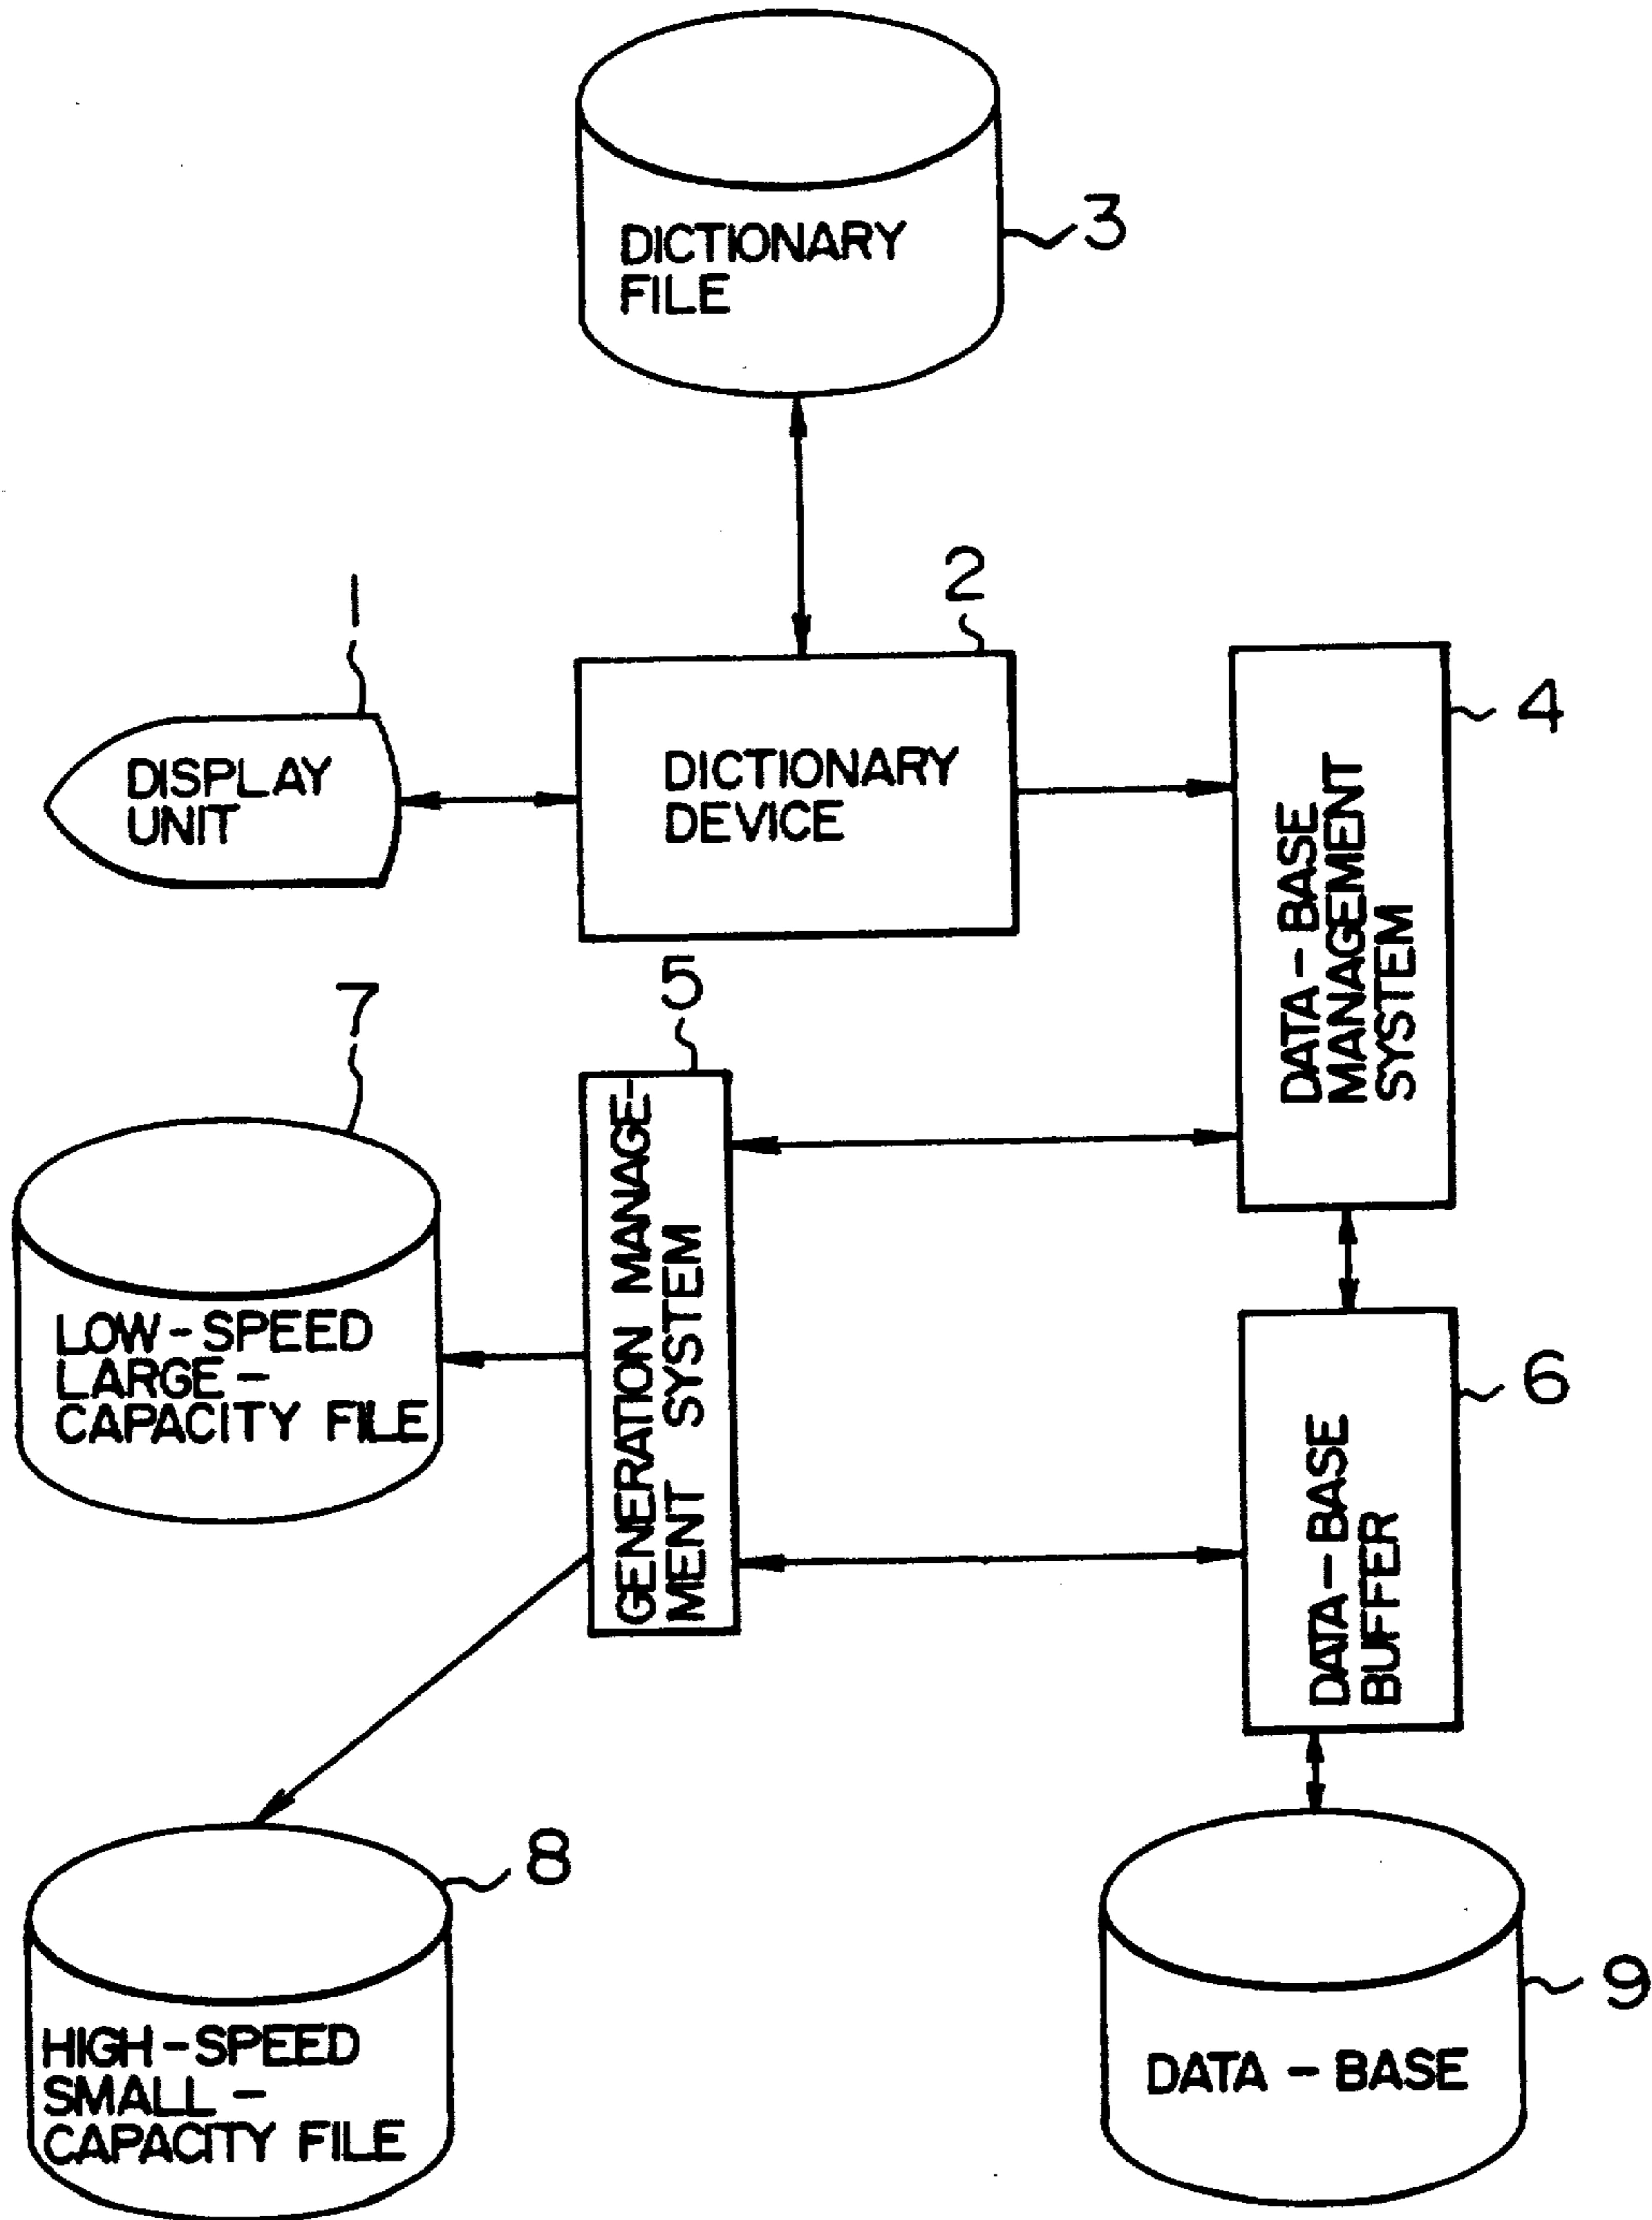 DICTIONARY
FILE
3
1
DISPLAY
UNIT
2
DICTIONARY
DEVICE
4
DATA-BASE
MANAGEMENT
SYSTEM
5
GENERATION MANAGE-
MENT SYSTEM
7
LOW-SPEED
LARGE-
CAPACITY FILE
6
DATA-BASE
BUFFER
8
HIGH-SPEED
SMALL-
CAPACITY FILE
9
DATA-BASE